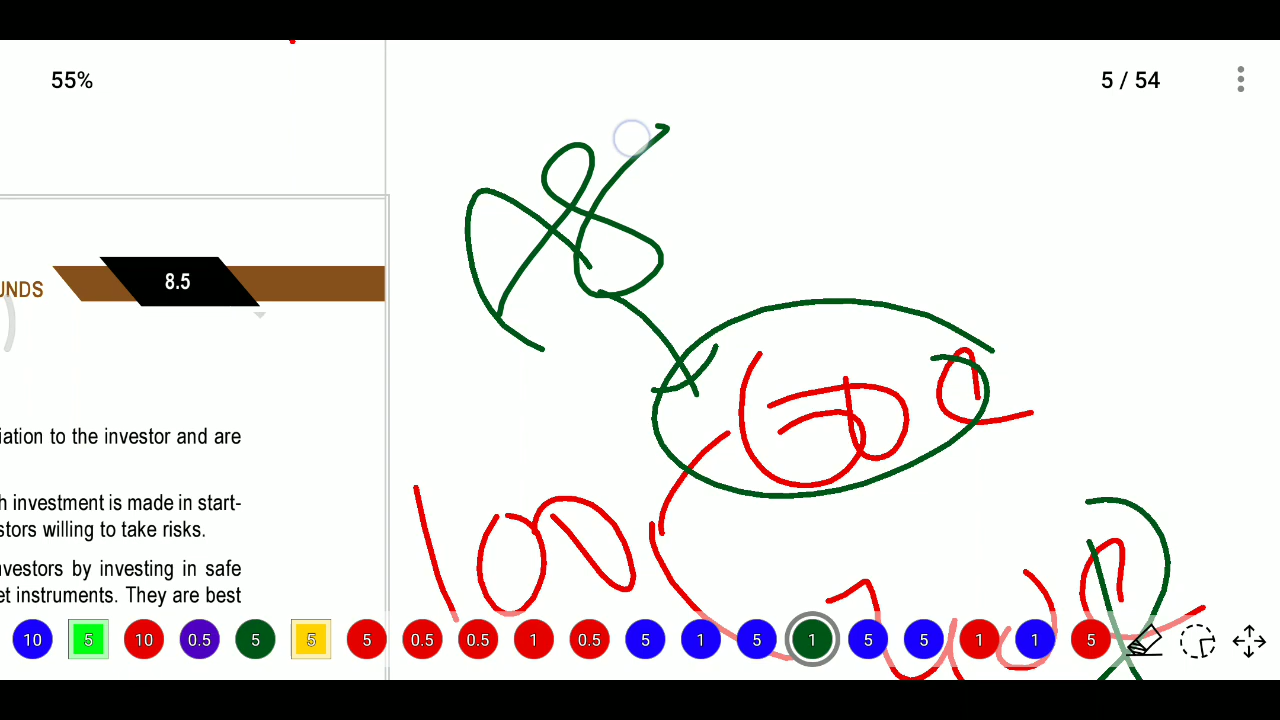 55%
5 / 54
UNDS
8.5
iation to the investor and are
h investment is made in start-
stors willing to take risks.
nvestors by investing in safe
et instruments. They are best
100
10 5 10 0.5 5 5 5 0.5 0.5 1 0.5 5 1 5 1 5 5 1 1 5